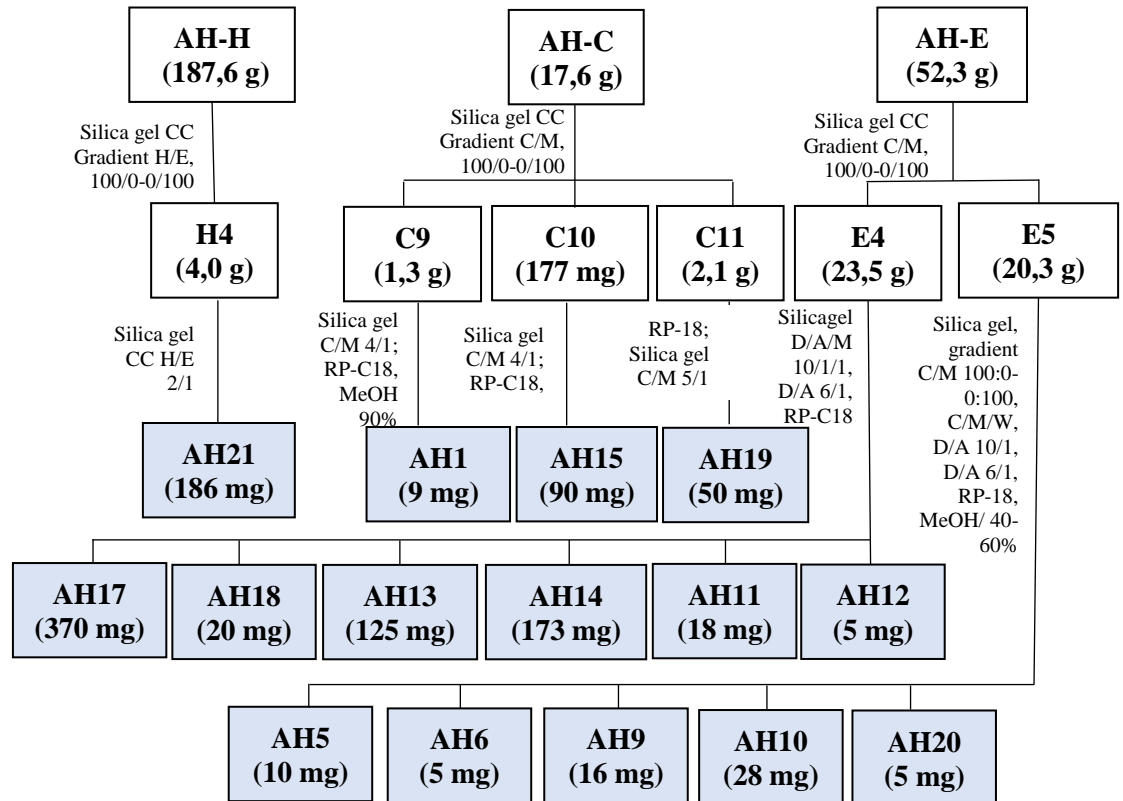 AH-H
(187,6 g)
AH-C
(17,6 g)
AH-E
(52,3 g)
Silica gel CC
Gradient H/E,
100/0-0/100
Silica gel CC
Gradient C/M,
100/0-0/100
Silica gel CC
Gradient C/M,
100/0-0/100
H4
(4,0 g)
C9
(1,3 g)
C10
(177 mg)
C11
(2,1 g)
E4
(23,5 g)
E5
(20,3 g)
Silica gel
CC H/E
2/1
Silica gel
C/M 4/1;
RP-C18,
MeOH
90%
Silica gel
C/M 4/1;
RP-C18,
RP-18;
Silica gel
C/M 5/1
Silicagel
D/A/M
10/1/1,
D/A 6/1,
RP-C18
Silica gel,
gradient
C/M 100:0-
0:100,
C/M/W,
D/A 10/1,
D/A 6/1,
RP-18,
MeOH/ 40-
60%
AH21
(186 mg)
AH1
(9 mg)
AH15
(90 mg)
AH19
(50 mg)
AH17
(370 mg)
AH18
(20 mg)
AH13
(125 mg)
AH14
(173 mg)
AH11
(18 mg)
AH12
(5 mg)
AH5
(10 mg)
AH6
(5 mg)
AH9
(16 mg)
AH10
(28 mg)
AH20
(5 mg)